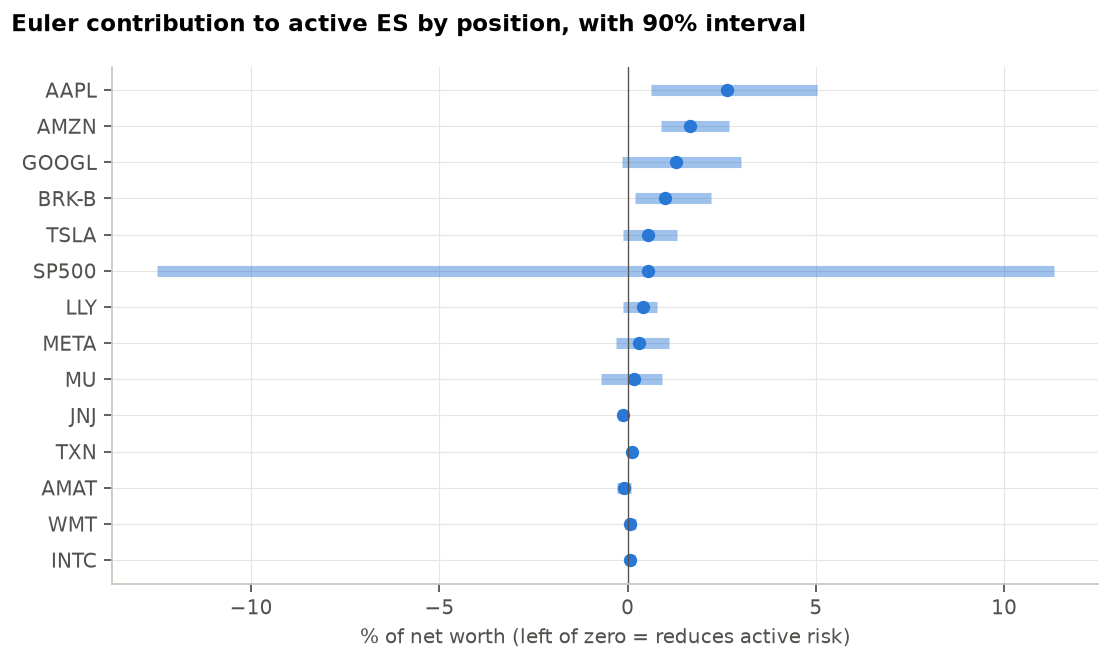 Euler contribution to active ES by position, with 90% interval
AAPL
AMZN
GOOGL
BRK-B
TSLA
SP500
LLY
META
MU
JNJ
TXN
AMAT
WMT
INTC
−10
−5
0
5
10
% of net worth (left of zero = reduces active risk)